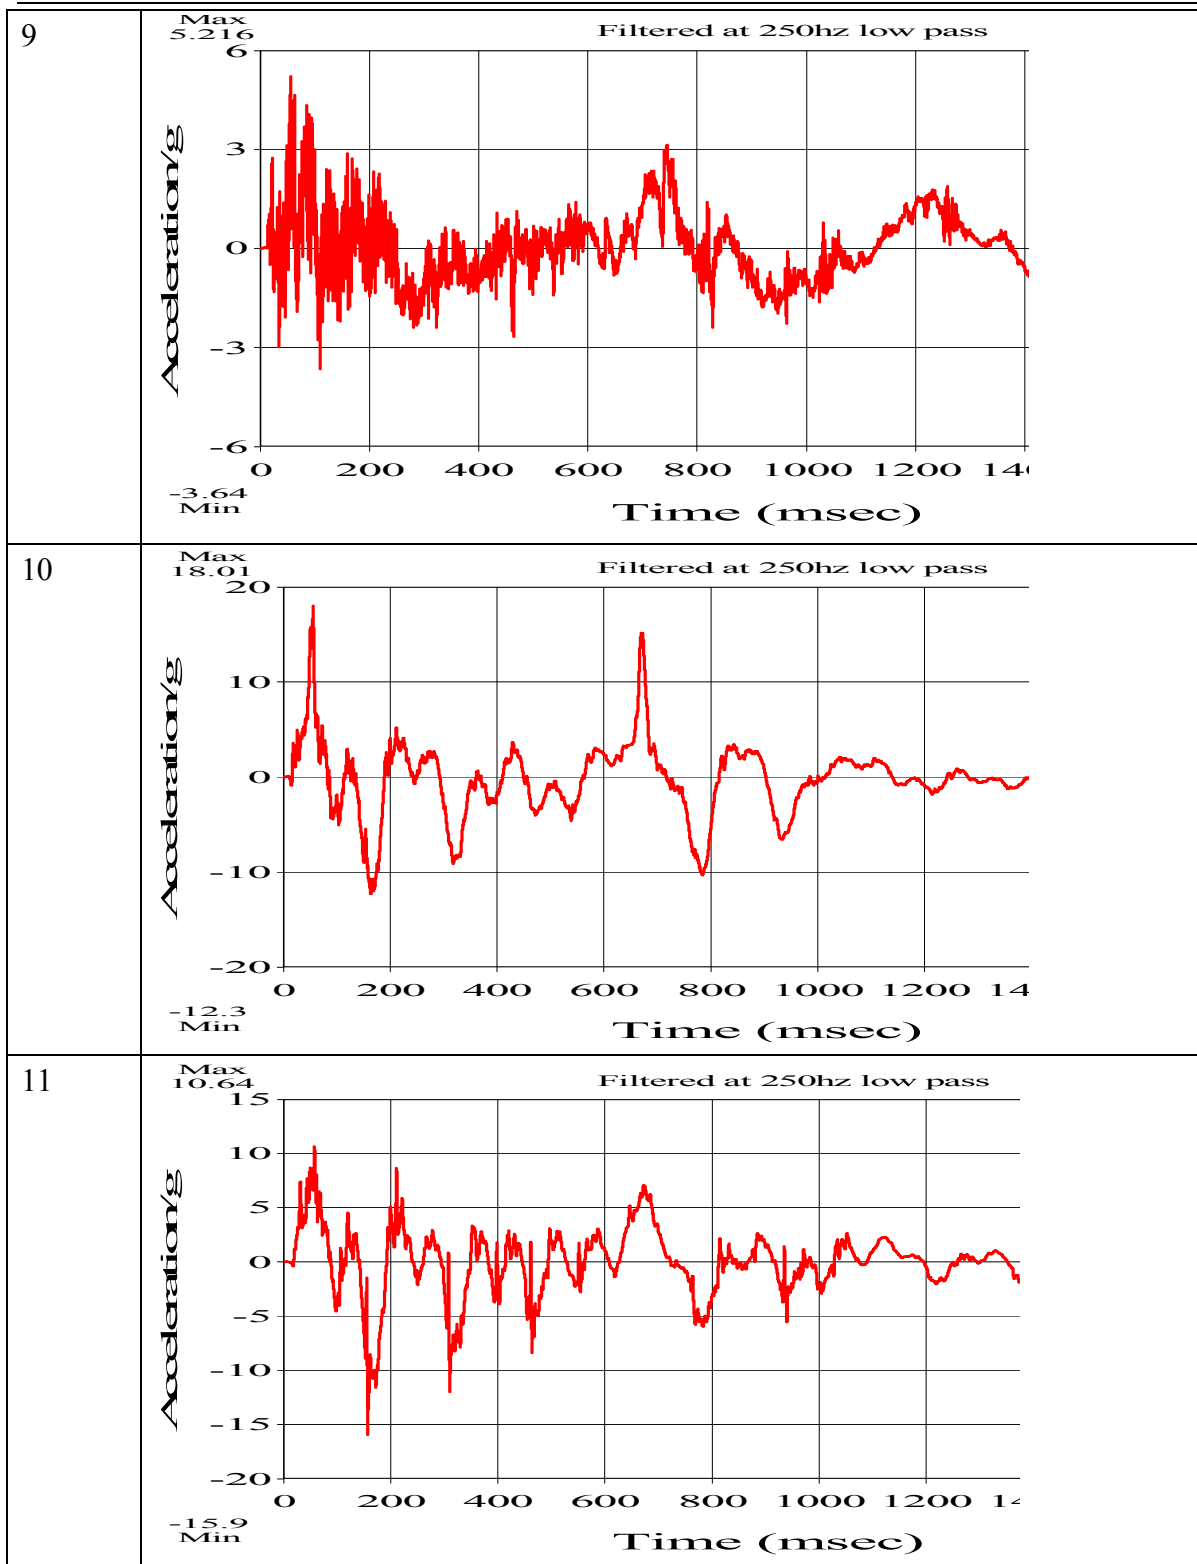 9
Max
5.216
Filtered at 250hz low pass
6
3
0
-3
-6
Acceleration/g
0 200 400 600 800 1000 1200
-3.64
Min
Time (msec)
10
Max
18.01
Filtered at 250hz low pass
20
10
0
-10
-20
Acceleration/g
0 200 400 600 800 1000 1200 14
-12.3
Min
Time (msec)
11
Max
10.64
Filtered at 250hz low pass
15
10
5
0
-5
-10
-15
-20
Acceleration/g
0 200 400 600 800 1000 1200
-15.9
Min
Time (msec)